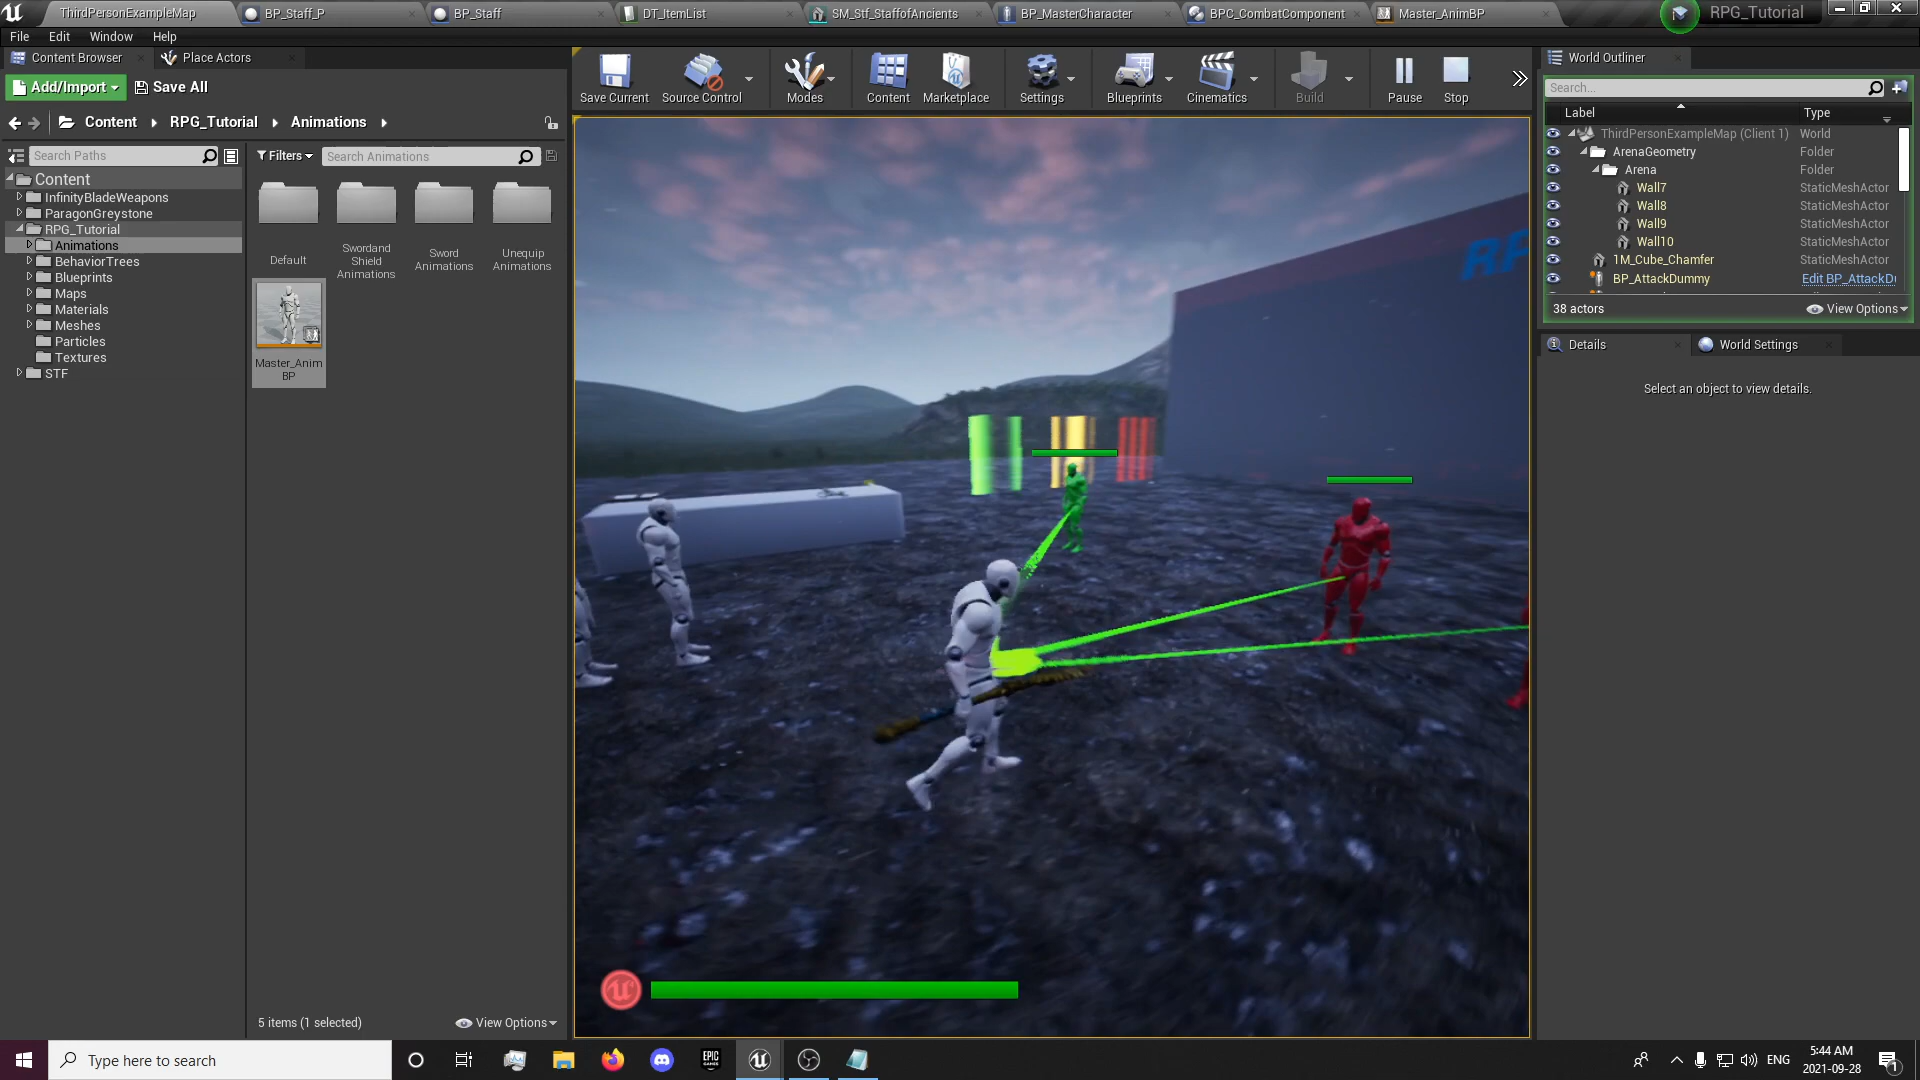 ThirdPersonExampleMap
BP_Staff_P
BP_Staff
DT_ItemList
SM_Stf_StaffofAncients
BP_MasterCharacter
BPC_CombatComponent
Master_AnimBP
RPG_Tutorial
File Edit Window Help
Content Browser
Place Actors
Add/Import
Save All
Content
RPG_Tutorial
Animations
Search Paths
Filters
Search Animations
Content
InfinityBladeWeapons
ParagonGreystone
RPG_Tutorial
Animations
BehaviorTrees
Blueprints
Maps
Materials
Meshes
Particles
Textures
STF
Default
Swordand
Shield
Animations
Sword
Animations
Unequip
Animations
Master_Anim
BP
5 items (1 selected)
View Options
Save Current
Source Control
Modes
Content
Marketplace
Settings
Blueprints
Cinematics
Build
Pause
Stop
RP
World Outliner
Search...
Label
Type
ThirdPersonExampleMap (Client 1) World
ArenaGeometry Folder
Arena Folder
Wall7 StaticMeshActor
Wall8 StaticMeshActor
Wall9 StaticMeshActor
Wall10 StaticMeshActor
1M_Cube_Chamfer StaticMeshActor
BP_AttackDummy Edit BP_AttackDu
38 actors
View Options
Details
World Settings
Select an object to view details.
Type here to search
EPIC
GAMES
ENG
5:44 AM
2021-09-28
1